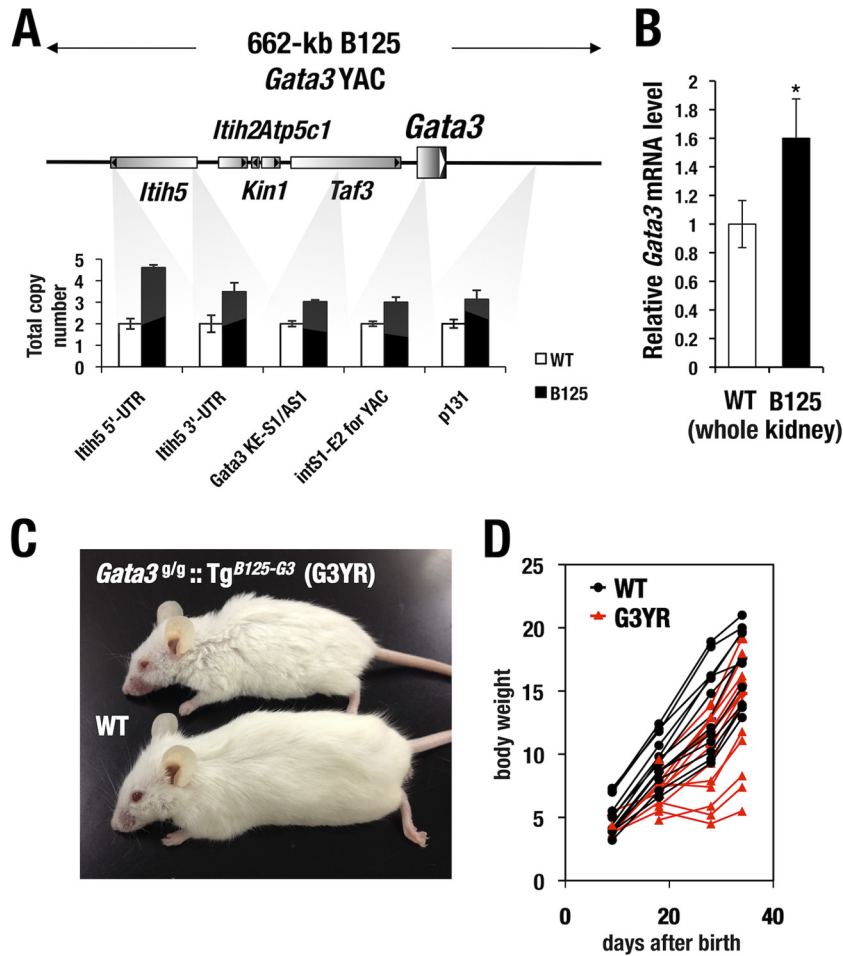 A
662-kb B125
Gata3 YAC
Itih2Atp5c1
Gata3
Itih5
Kin1
Taf3
Total copy
number
5
4
3
2
1
0
Itih5 5'-UTR
Itih5 3'-UTR
Gata3 KE-S1/AS1
intS1-E2 for YAC
p131
WT
B125
B
Relative Gata3 mRNA level
2
1.8
1.6
1.4
1.2
1
0.8
0.6
0.4
0.2
0
*
WT B125
(whole kidney)
C
Gata3 g/g :: Tg B125-G3 (G3YR)
WT
D
body weight
25
20
15
10
5
0
WT
G3YR
0 20 40
days after birth